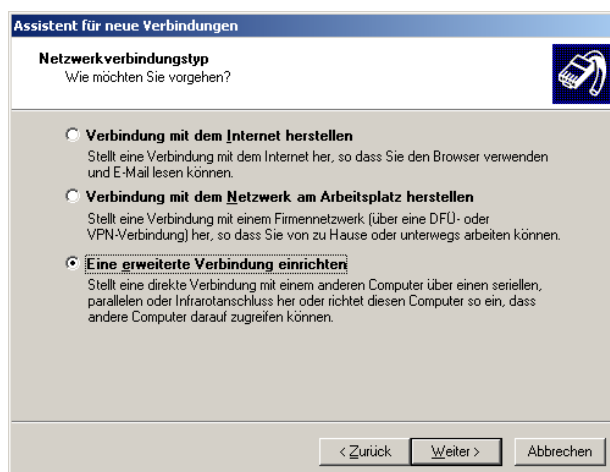 Assistent für neue Verbindungen
Netzwerkverbindungstyp
Wie möchten Sie vorgehen?
Verbindung mit dem Internet herstellen
Stellt eine Verbindung mit dem Internet her, so dass Sie den Browser verwenden
und E-Mail lesen können.
Verbindung mit dem Netzwerk am Arbeitsplatz herstellen
Stellt eine Verbindung mit einem Firmennetzwerk (über eine DFÜ- oder
VPN-Verbindung) her, so dass Sie von zu Hause oder unterwegs arbeiten können.
Eine erweiterte Verbindung einrichten
Stellt eine direkte Verbindung mit einem anderen Computer über einen seriellen,
parallelen oder Infrarotanschluss her oder richtet diesen Computer so ein, dass
andere Computer darauf zugreifen können.
< Zurück Weiter > Abbrechen